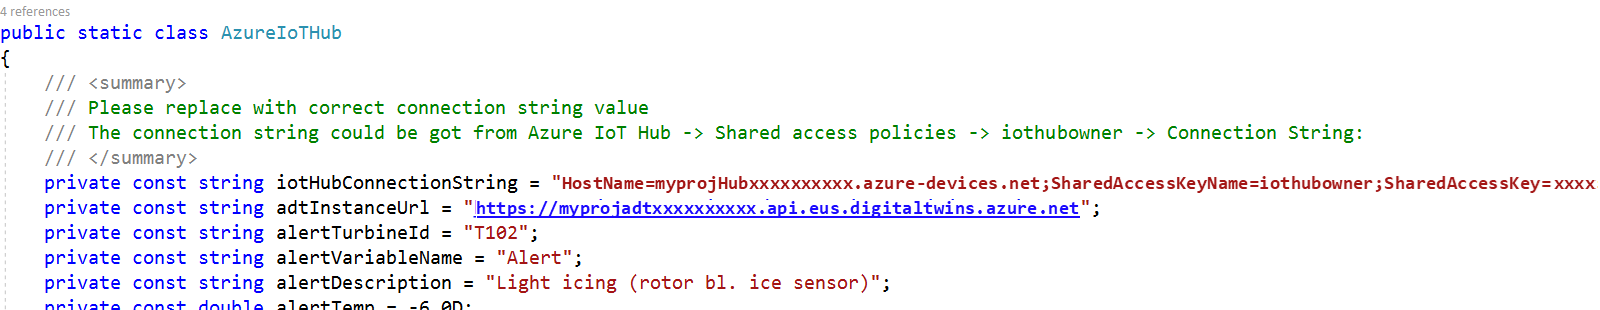 4 references
public static class AzureIoTHub
{
/// <summary>
/// Please replace with correct connection string value
/// The connection string could be got from Azure IoT Hub -> Shared access policies -> iothubowner -> Connection String:
/// </summary>
private const string iotHubConnectionString = "HostName=myprojHubxxxxxxxxxx.azure-devices.net;SharedAccessKeyName=iothubowner;SharedAccessKey=xxxx
private const string adtInstanceUrl = "https://myprojadtxxxxxxxxxx.api.eus.digitaltwins.azure.net";
private const string alertTurbineId = "T102";
private const string alertVariableName = "Alert";
private const string alertDescription = "Light icing (rotor bl. ice sensor)";
private const double alertTemp = -6.0D;